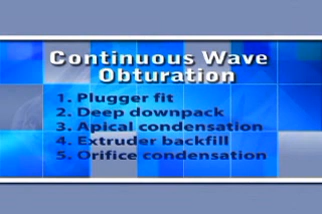 Continuous Wave
Obturation
1. Plugger fit
2. Deep downpack
3. Apical condensation
4. Extruder backfill
5. Orifice condensation